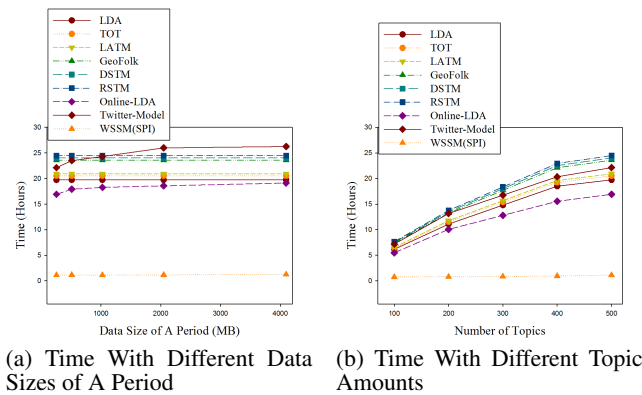 LDA
TOT
LATM
GeoFolk
DSTM
RSTM
Online-LDA
Twitter-Model
WSSM(SPI)
30
25
20
15
10
5
0
Time (Hours)
0
1000
2000
3000
4000
Data Size of A Period (MB)
(a) Time With Different Data
Sizes of A Period
LDA
TOT
LATM
GeoFolk
DSTM
RSTM
Online-LDA
Twitter-Model
WSSM(SPI)
30
25
20
15
10
5
0
Time (Hours)
100
200
300
400
500
Number of Topics
(b) Time With Different Topic
Amounts